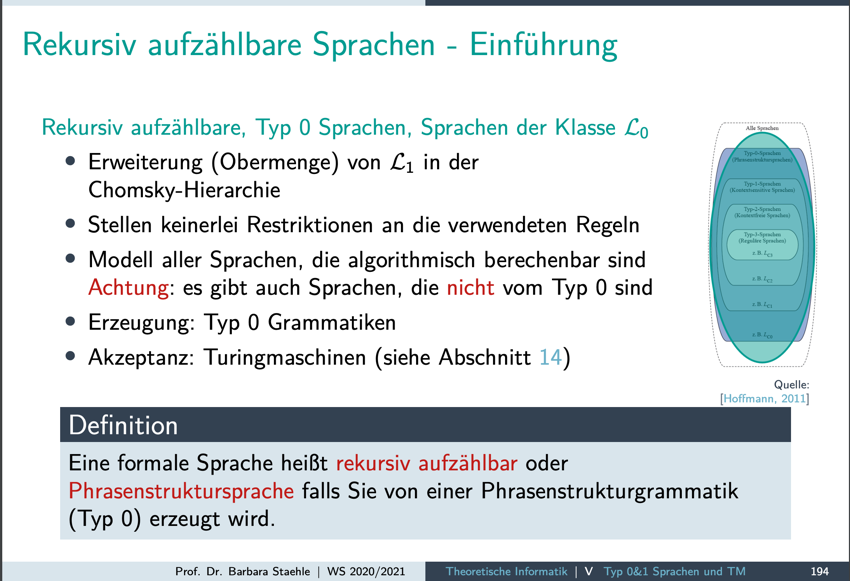 Rekursiv aufzählbare Sprachen - Einführung
Rekursiv aufzählbare, Typ 0 Sprachen, Sprachen der Klasse ℒ₀
• Erweiterung (Obermenge) von ℒ₁ in der
Chomsky-Hierarchie
• Stellen keinerlei Restriktionen an die verwendeten Regeln
• Modell aller Sprachen, die algorithmisch berechenbar sind
Achtung: es gibt auch Sprachen, die nicht vom Typ 0 sind
• Erzeugung: Typ 0 Grammatiken
• Akzeptanz: Turingmaschinen (siehe Abschnitt 14)
Alle Sprachen
Typ-0-Sprachen
(Phrasenstruktursprachen)
Typ-1-Sprachen
(Kontextsensitive Sprachen)
Typ-2-Sprachen
(Kontextfreie Sprachen)
Typ-3-Sprachen
(Reguläre Sprachen)
z. B. L_C3
z. B. L_C2
z. B. L_C1
z. B. L_C0
Quelle:
[Hoffmann, 2011]
Definition
Eine formale Sprache heißt rekursiv aufzählbar oder
Phrasenstruktursprache falls Sie von einer Phrasenstrukturgrammatik
(Typ 0) erzeugt wird.
Prof. Dr. Barbara Staehle | WS 2020/2021
Theoretische Informatik | V Typ 0&1 Sprachen und TM
194